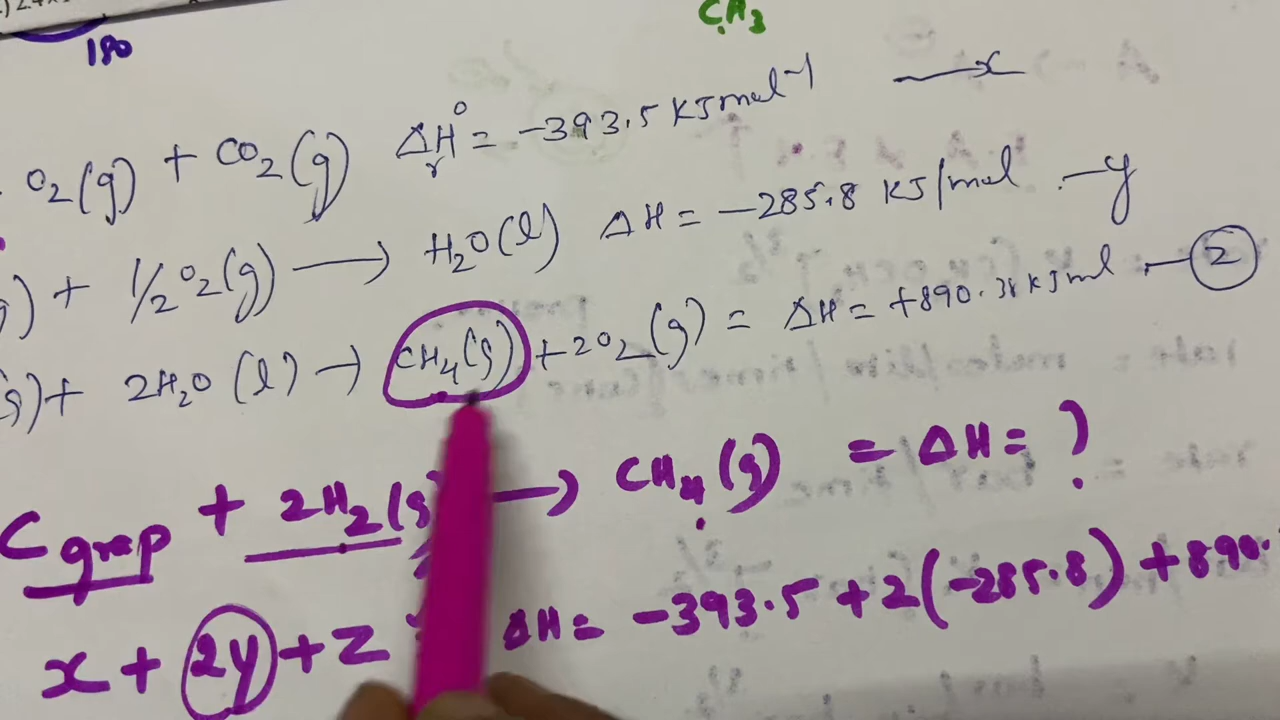 180
CH3
O2(g) + CO2(g) ΔrH° = -393.5 KJ mol-1 — x
g) + 1/2 O2(g) → H2O(l) ΔH = -285.8 KJ/mol - y
(g) + 2H2O(l) → CH4(g) + 2O2(g) = ΔH = +890.3 KJ mol - 2
C grap + 2H2(g → CH4(g) = ΔH = ?
x + 2y + z ΔH = -393.5 + 2(-285.8) + 890.